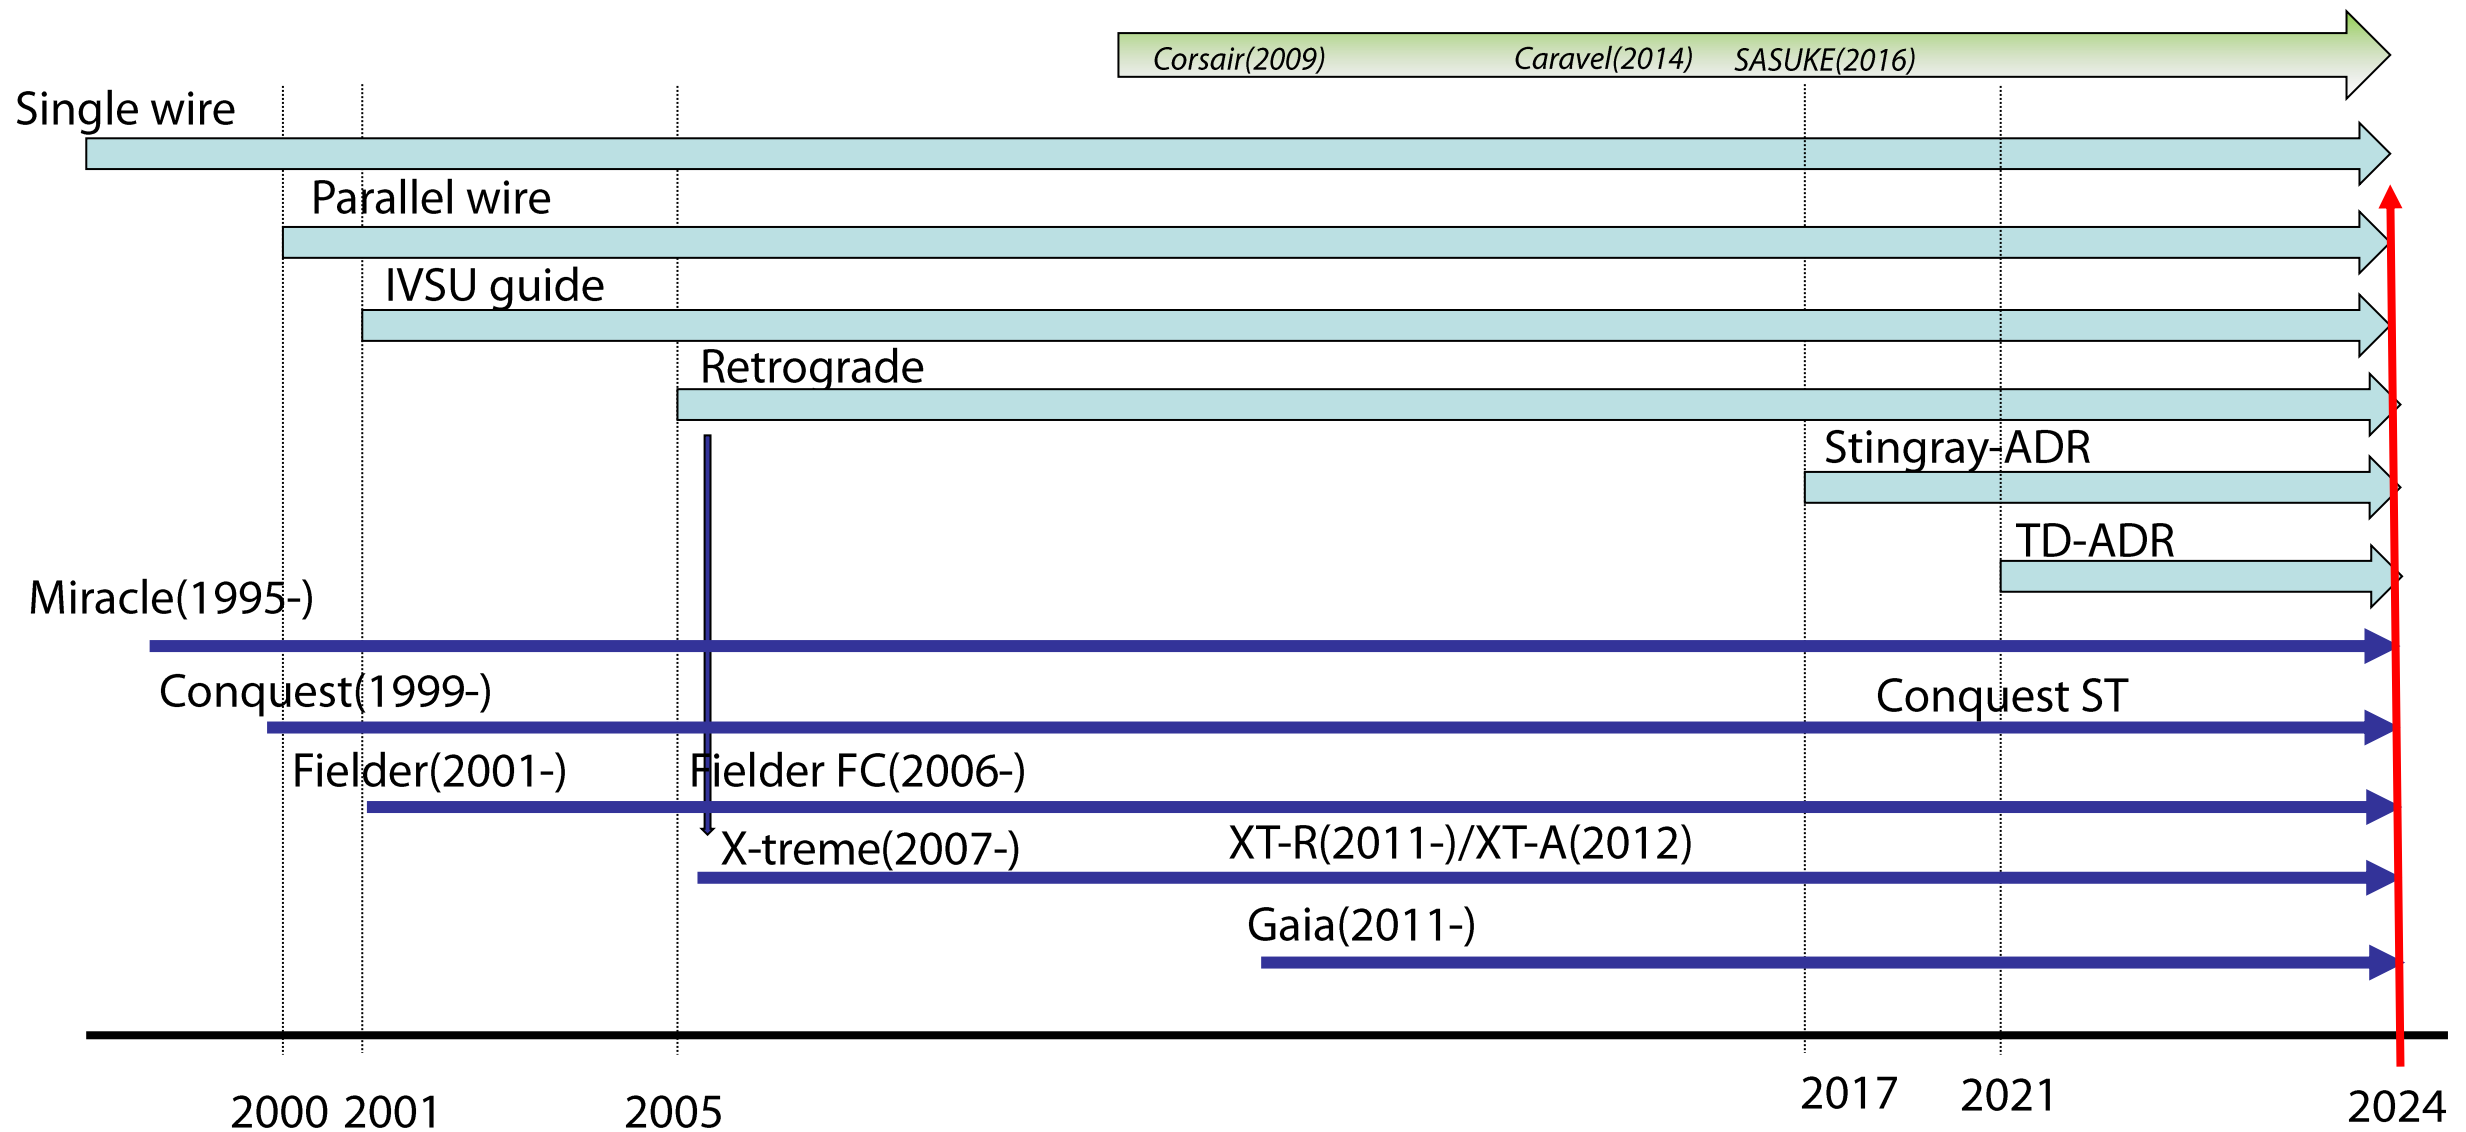 Corsair(2009) Caravel(2014) SASUKE(2016)
Single wire
Parallel wire
IVSU guide
Retrograde
Stingray-ADR
TD-ADR
Miracle(1995-)
Conquest(1999-) Conquest ST
Fielder(2001-) Fielder FC(2006-)
X-treme(2007-) XT-R(2011-)/XT-A(2012)
Gaia(2011-)
2000 2001 2005 2017 2021 2024